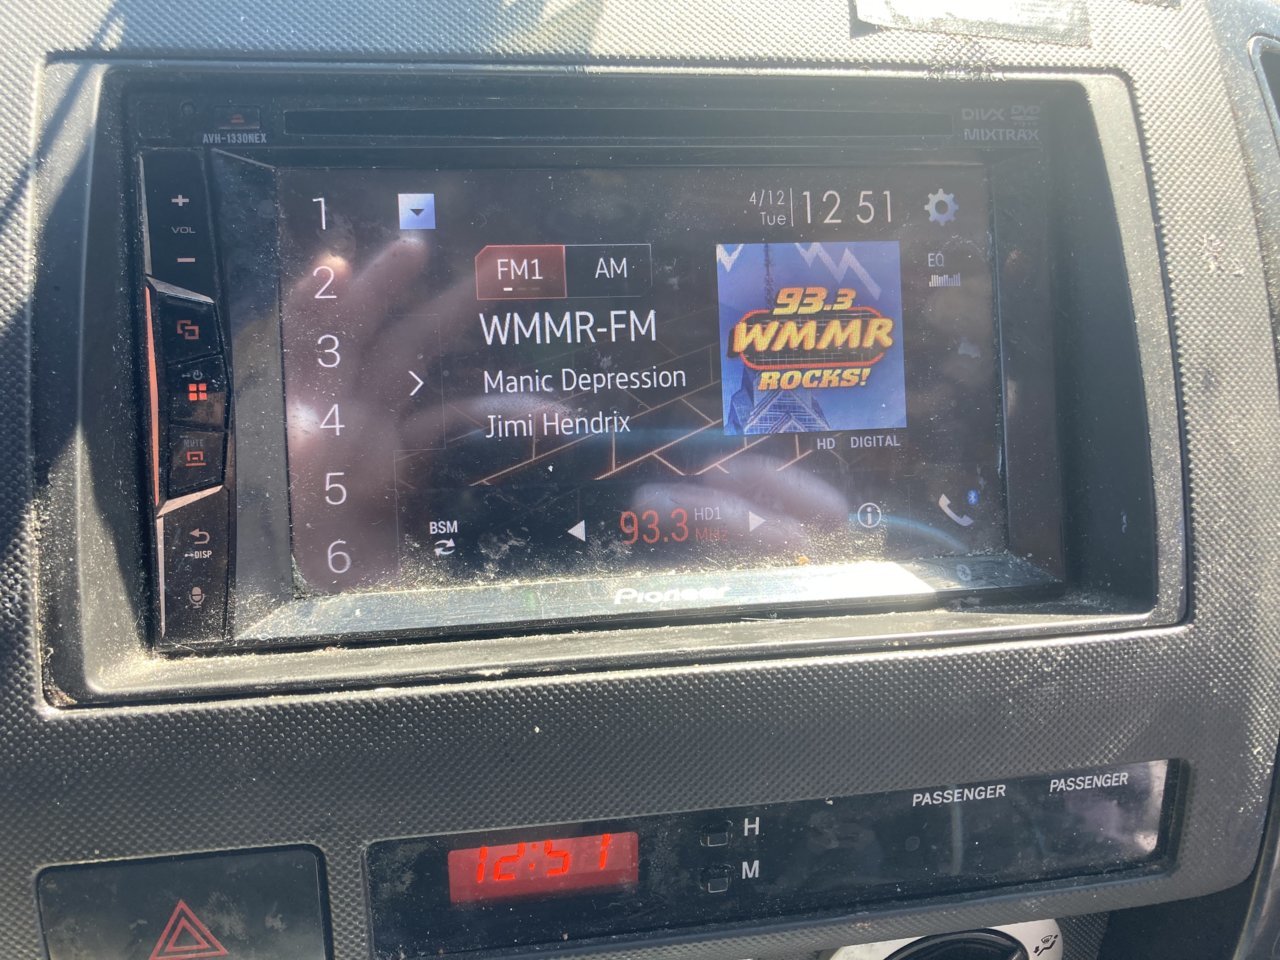 AVH-1330NEX
DIVX DVD
VIDEO
MIXTRAX
+
VOL
−
MUTE
DISP
1
2
3
4
5
6
4/12
Tue
12 51
FM1 AM
EQ
WMMR-FM
Manic Depression
Jimi Hendrix
93.3
WMMR
ROCKS!
HD DIGITAL
BSM
93.3 HD1
MHz
Pioneer
PASSENGER PASSENGER
12:51
H
M